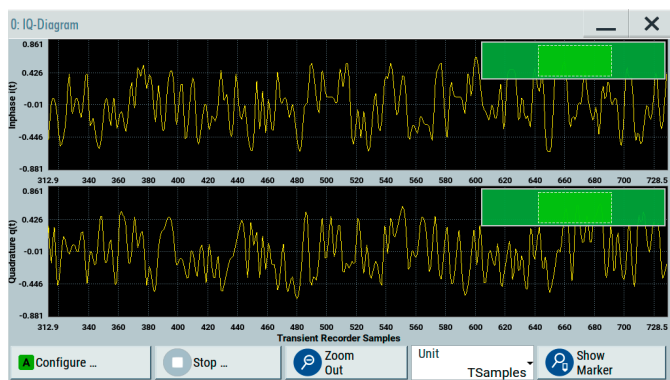 0: IQ-Diagram
Inphase i(t)
0.861
0.426
-0.01
-0.446
-0.881
312.9 340 360 380 400 420 440 460 480 500 520 540 560 580 600 620 640 660 680 700 728.5
Quadrature q(t)
0.861
0.426
-0.01
-0.446
-0.881
312.9 340 360 380 400 420 440 460 480 500 520 540 560 580 600 620 640 660 680 700 728.5
Transient Recorder Samples
A Configure ...
Stop ...
Zoom
Out
Unit
TSamples
Show
Marker